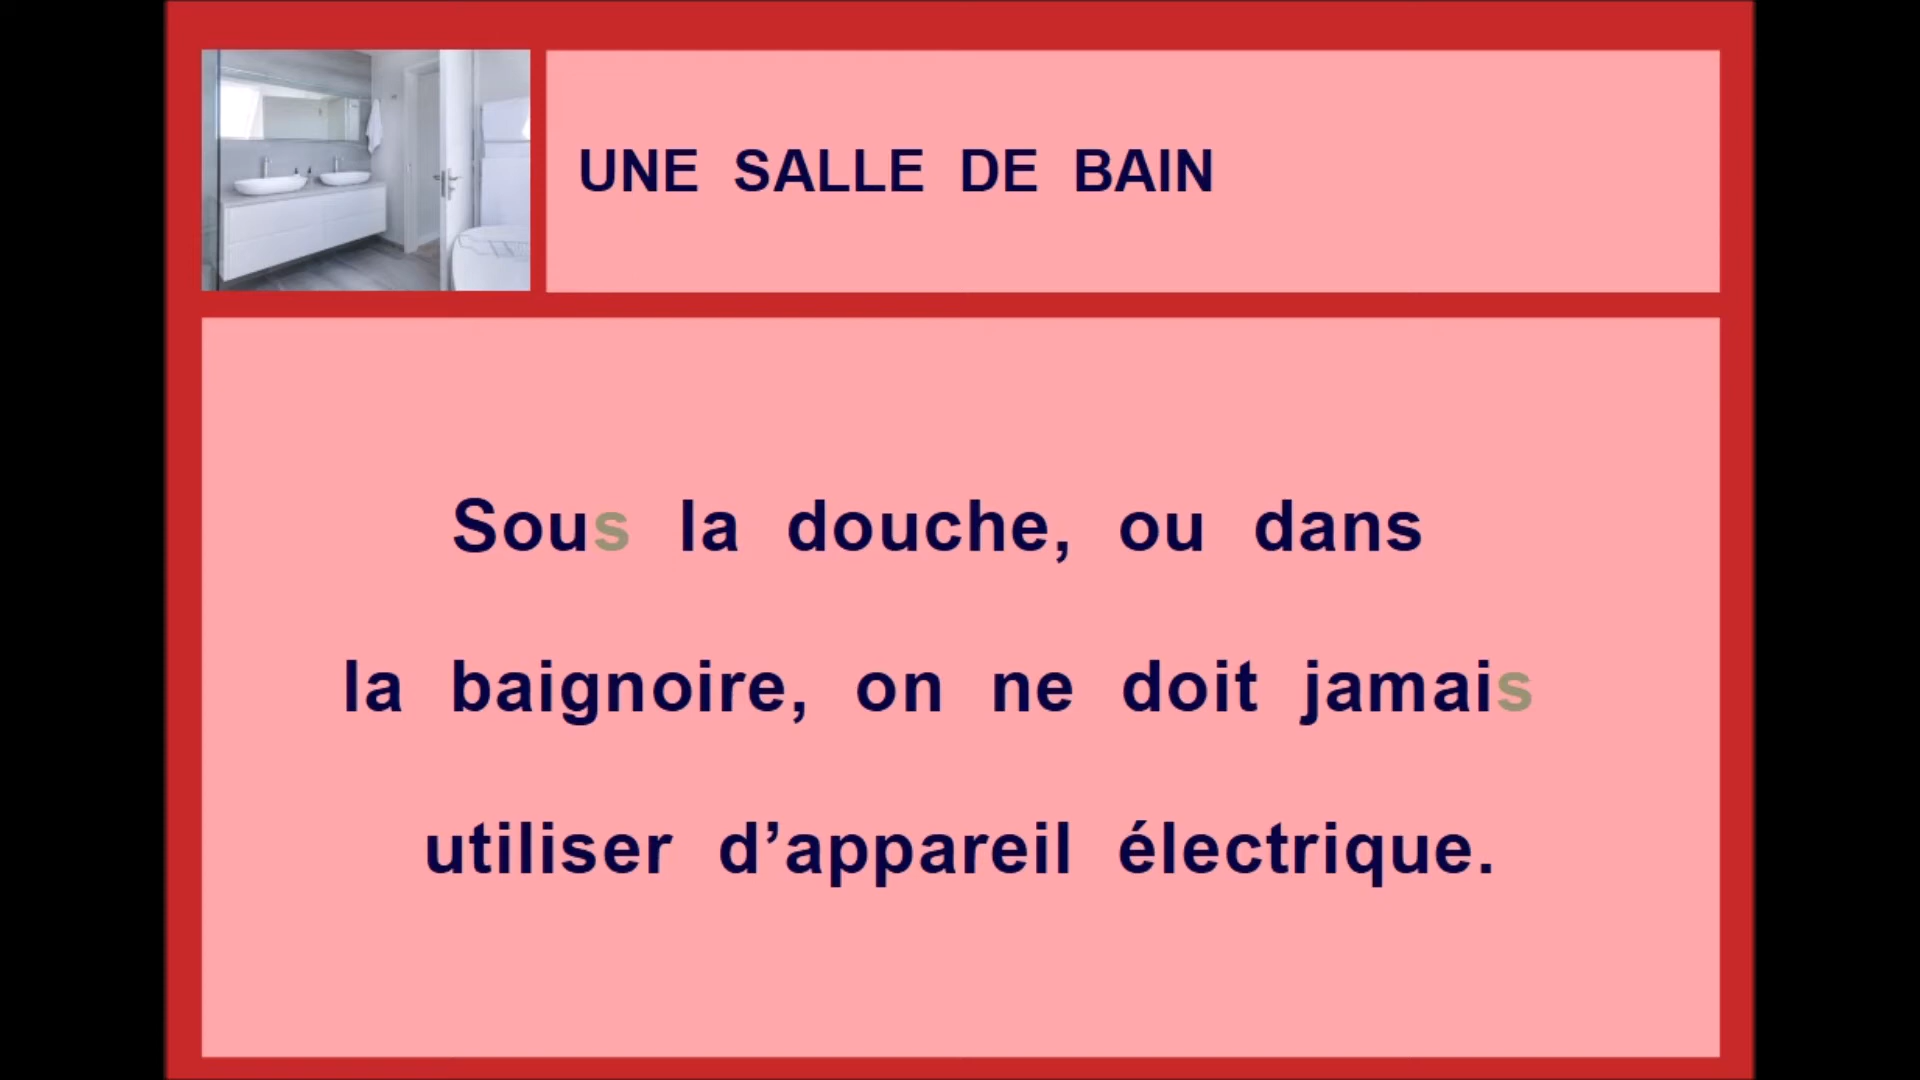 UNE SALLE DE BAIN
Sous la douche, ou dans
la baignoire, on ne doit jamais
utiliser d’appareil électrique.